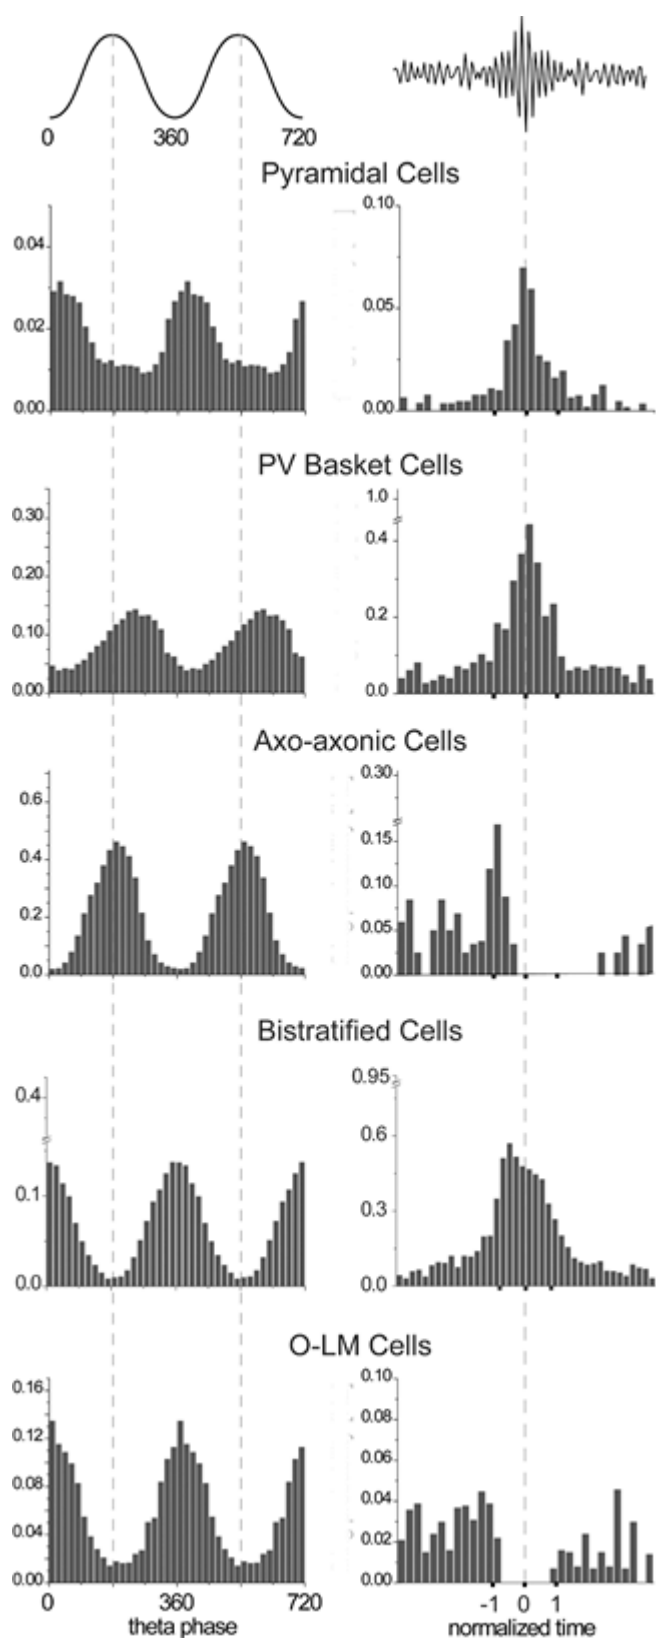 0 360 720
Pyramidal Cells
0.04 0.10
0.02 0.05
0.00 0.00
PV Basket Cells
0.30 1.0
0.20 0.4
0.10 0.2
0.00 0.0
Axo-axonic Cells
0.6 0.30
0.4 0.15
0.2 0.10
0.05
0.0 0.00
Bistratified Cells
0.4 0.95
0.6
0.1 0.3
0.0 0.0
O-LM Cells
0.16 0.10
0.12 0.08
0.08 0.06
0.04 0.04
0.02
0.00 0.00
0 360 720 -1 0 1
theta phase normalized time